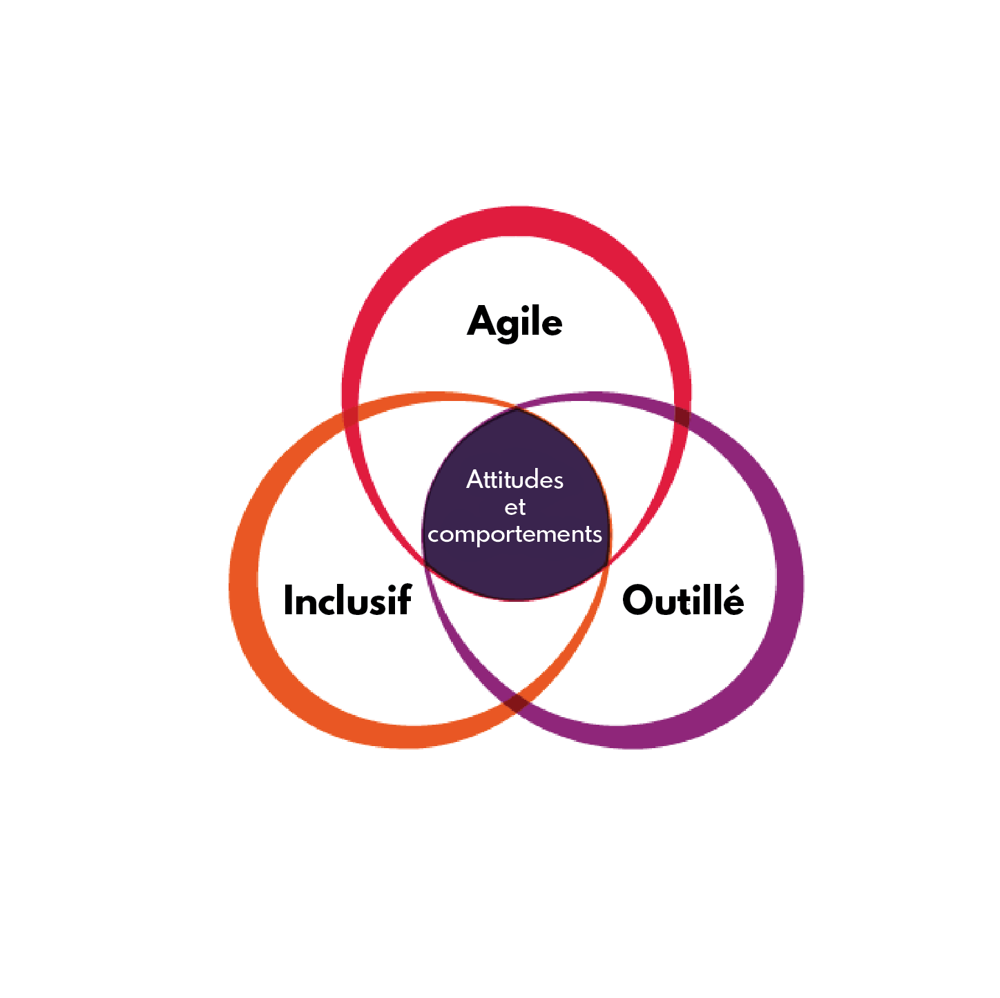 Agile
Attitudes
et
comportements
Inclusif
Outillé